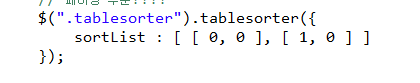 $(".tablesorter").tablesorter({
sortList : [ [ 0, 0 ], [ 1, 0 ] ]
});